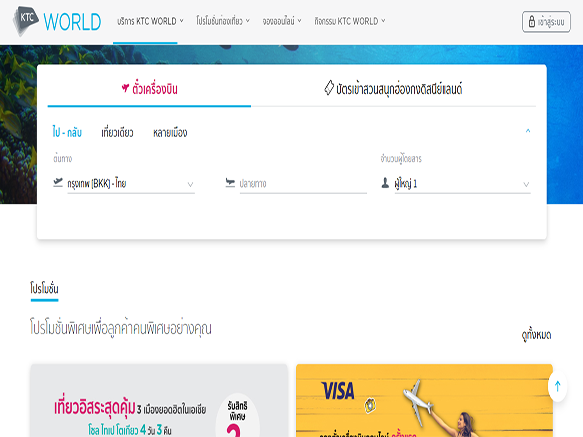 KTC WORLD
บริการ KTC WORLD
โปรโมชั่นท่องเที่ยว
จองออนไลน์
กิจกรรม KTC WORLD
เข้าสู่ระบบ
ตั๋วเครื่องบิน
บัตรเข้าสวนสนุกฮ่องกงดิสนีย์แลนด์
ไป - กลับ
เที่ยวเดียว
หลายเมือง
ต้นทาง
จำนวนผู้โดยสาร
กรุงเทพ (BKK) - ไทย
ปลายทาง
ผู้ใหญ่ 1
โปรโมชั่น
โปรโมชั่นพิเศษเพื่อลูกค้าคนพิเศษอย่างคุณ
ดูทั้งหมด
เที่ยวอิสระสุดคุ้ม 3 เมืองยอดฮิตในเอเชีย
โซล ไทเป โตเกียว 4 วัน 3 คืน
รับสิทธิ
พิเศษ
VISA